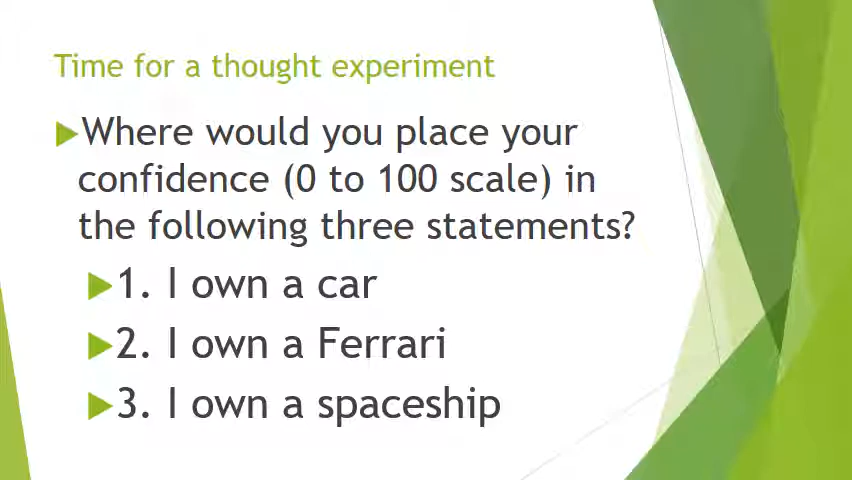 Time for a thought experiment
Where would you place your
confidence (0 to 100 scale) in
the following three statements?
1. I own a car
2. I own a Ferrari
3. I own a spaceship